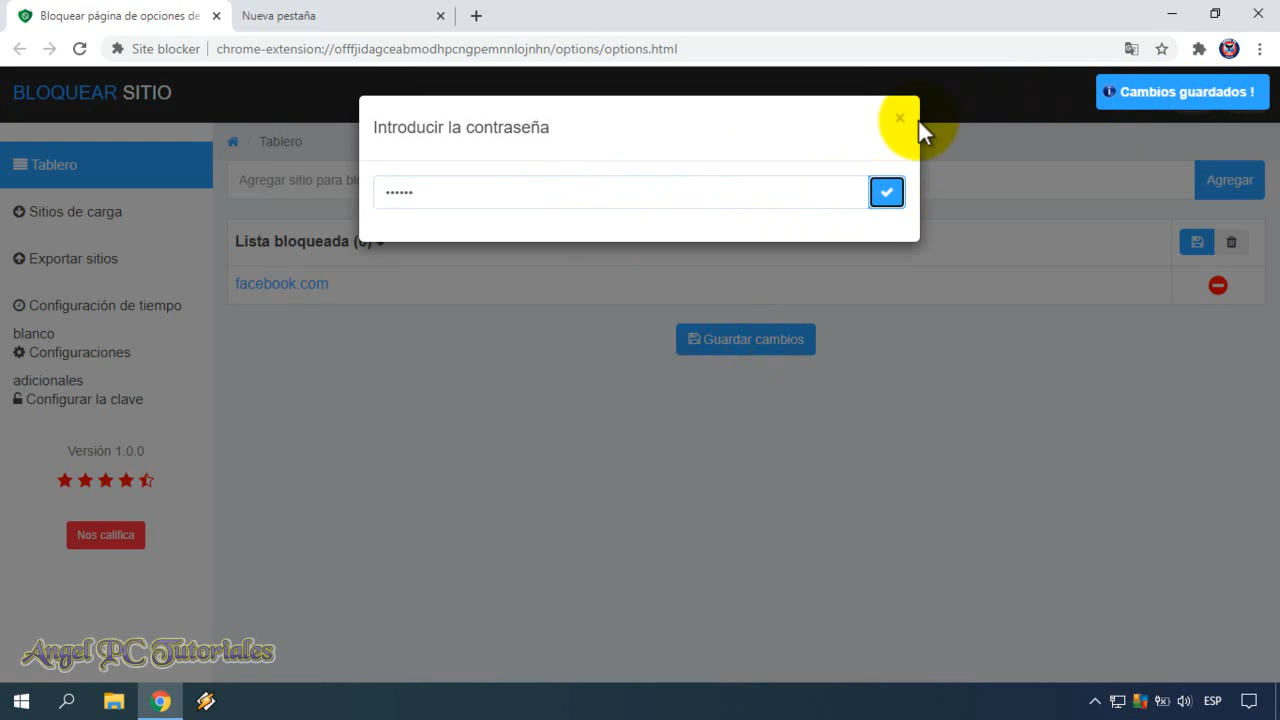 Bloquear página de opciones de
Nueva pestaña
Site blocker
chrome-extension://offfjidagceabmodhpcngpemnnlojnhn/options/options.html
BLOQUEAR SITIO
Cambios guardados !
Introducir la contraseña
••••••
Tablero
Tablero
Agregar sitio para bl
Agregar
Sitios de carga
Lista bloqueada
Exportar sitios
facebook.com
Configuración de tiempo
blanco
Guardar cambios
Configuraciones
adicionales
Configurar la clave
Versión 1.0.0
Nos califica
Angel PC Tutoriales
ESP